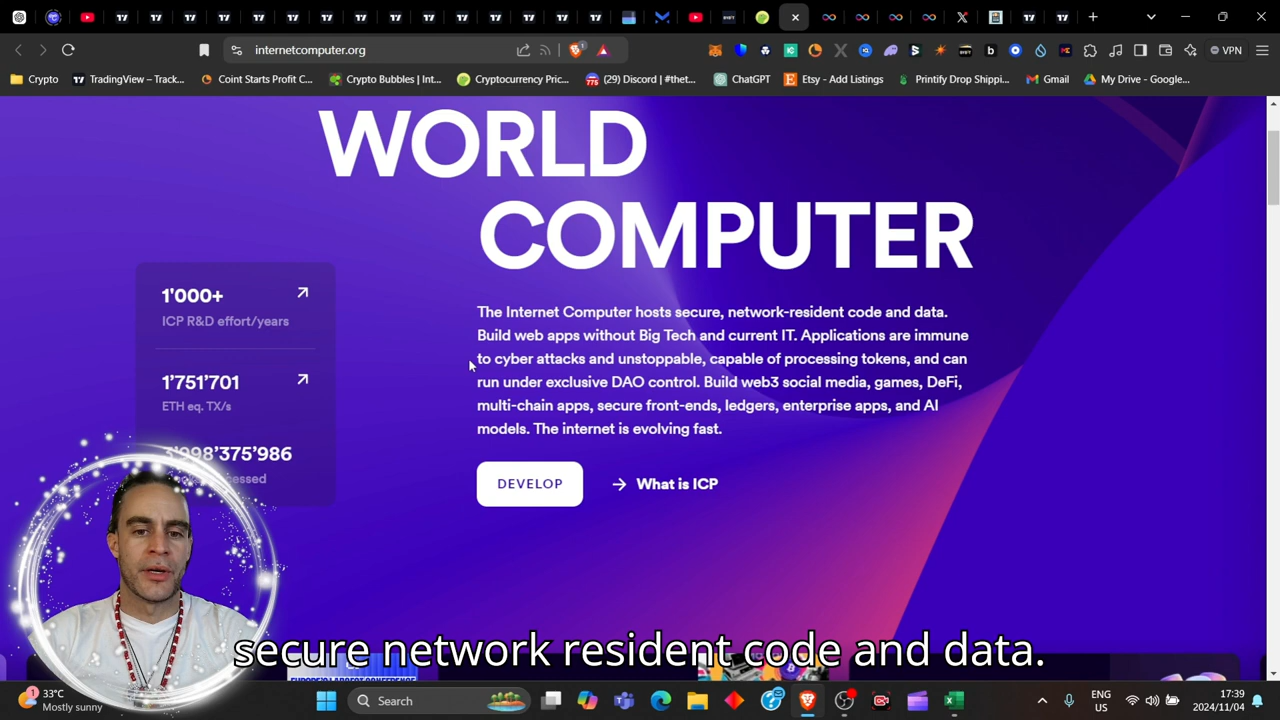 internetcomputer.org
1
VPN
Crypto
TradingView – Track...
Coint Starts Profit C...
Crypto Bubbles | Int...
Cryptocurrency Pric...
(29) Discord | #thet...
ChatGPT
Etsy - Add Listings
Printify Drop Shippi...
Gmail
My Drive - Google...
WORLD
COMPUTER
1'000+
ICP R&D effort/years
1'751'701
ETH eq. TX/s
3'998'375'986
The Internet Computer hosts secure, network-resident code and data.
Build web apps without Big Tech and current IT. Applications are immune
to cyber attacks and unstoppable, capable of processing tokens, and can
run under exclusive DAO control. Build web3 social media, games, DeFi,
multi-chain apps, secure front-ends, ledgers, enterprise apps, and AI
models. The internet is evolving fast.
DEVELOP
What is ICP
secure network resident code and data.
1
33°C
Mostly sunny
Search
ENG
US
17:39
2024/11/04